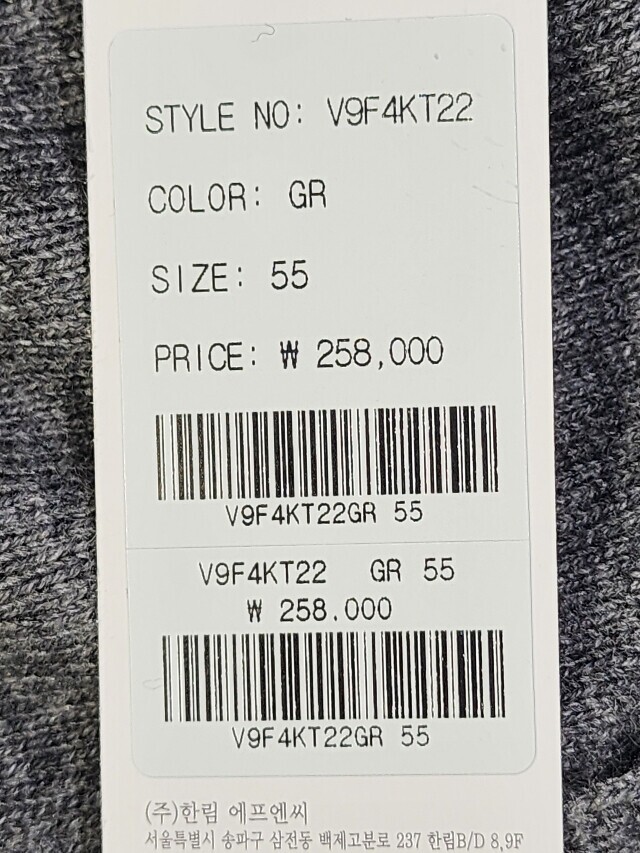 STYLE NO: V9F4KT22
COLOR: GR
SIZE: 55
PRICE: ₩ 258,000
V9F4KT22GR 55
V9F4KT22 GR 55
₩ 258.000
V9F4KT22GR 55
(주)한림 에프엔씨
서울특별시 송파구 삼전동 백제고분로 237 한림B/D 8,9F